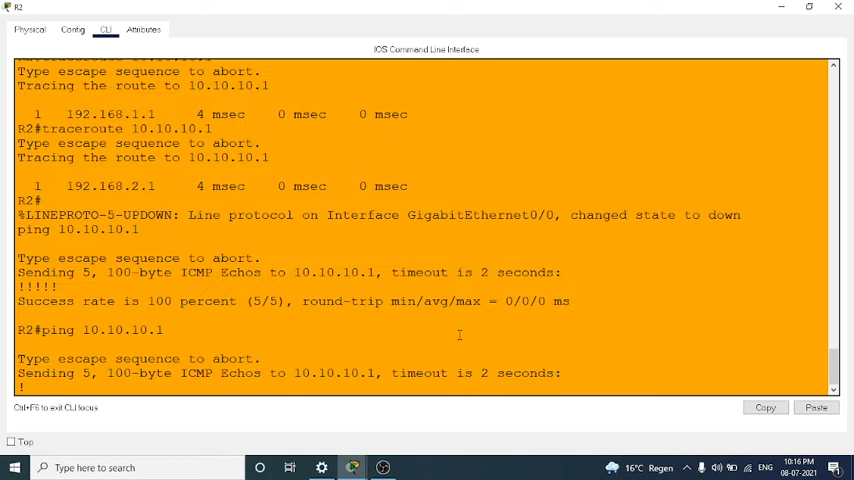 R2
Physical Config CLI Attributes
IOS Command Line Interface
Type escape sequence to abort.
Tracing the route to 10.10.10.1
1 192.168.1.1 4 msec 0 msec 0 msec
R2#traceroute 10.10.10.1
Type escape sequence to abort.
Tracing the route to 10.10.10.1
1 192.168.2.1 4 msec 0 msec 0 msec
R2#
%LINEPROTO-5-UPDOWN: Line protocol on Interface GigabitEthernet0/0, changed state to down
ping 10.10.10.1
Type escape sequence to abort.
Sending 5, 100-byte ICMP Echos to 10.10.10.1, timeout is 2 seconds:
!!!!!
Success rate is 100 percent (5/5), round-trip min/avg/max = 0/0/0 ms
R2#ping 10.10.10.1
Type escape sequence to abort.
Sending 5, 100-byte ICMP Echos to 10.10.10.1, timeout is 2 seconds:
!
Ctrl+F6 to exit CLI focus
Copy Paste
Top
Type here to search
16°C Regen
ENG
10:16 PM
08-07-2021
1